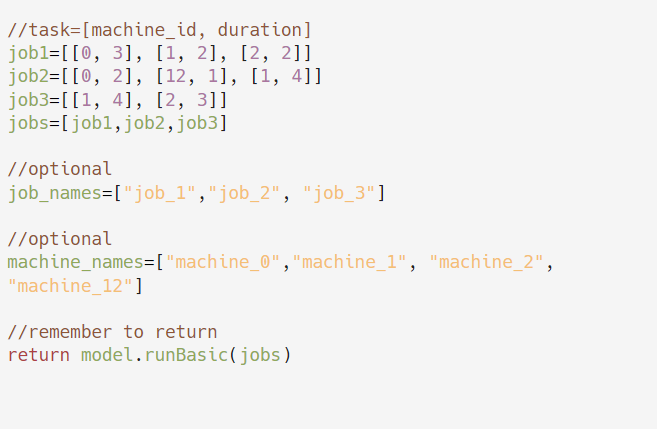 //task=[machine_id, duration]
job1=[[0, 3], [1, 2], [2, 2]]
job2=[[0, 2], [12, 1], [1, 4]]
job3=[[1, 4], [2, 3]]
jobs=[job1,job2,job3]
//optional
job_names=["job_1","job_2", "job_3"]
//optional
machine_names=["machine_0","machine_1", "machine_2",
"machine_12"]
//remember to return
return model.runBasic(jobs)